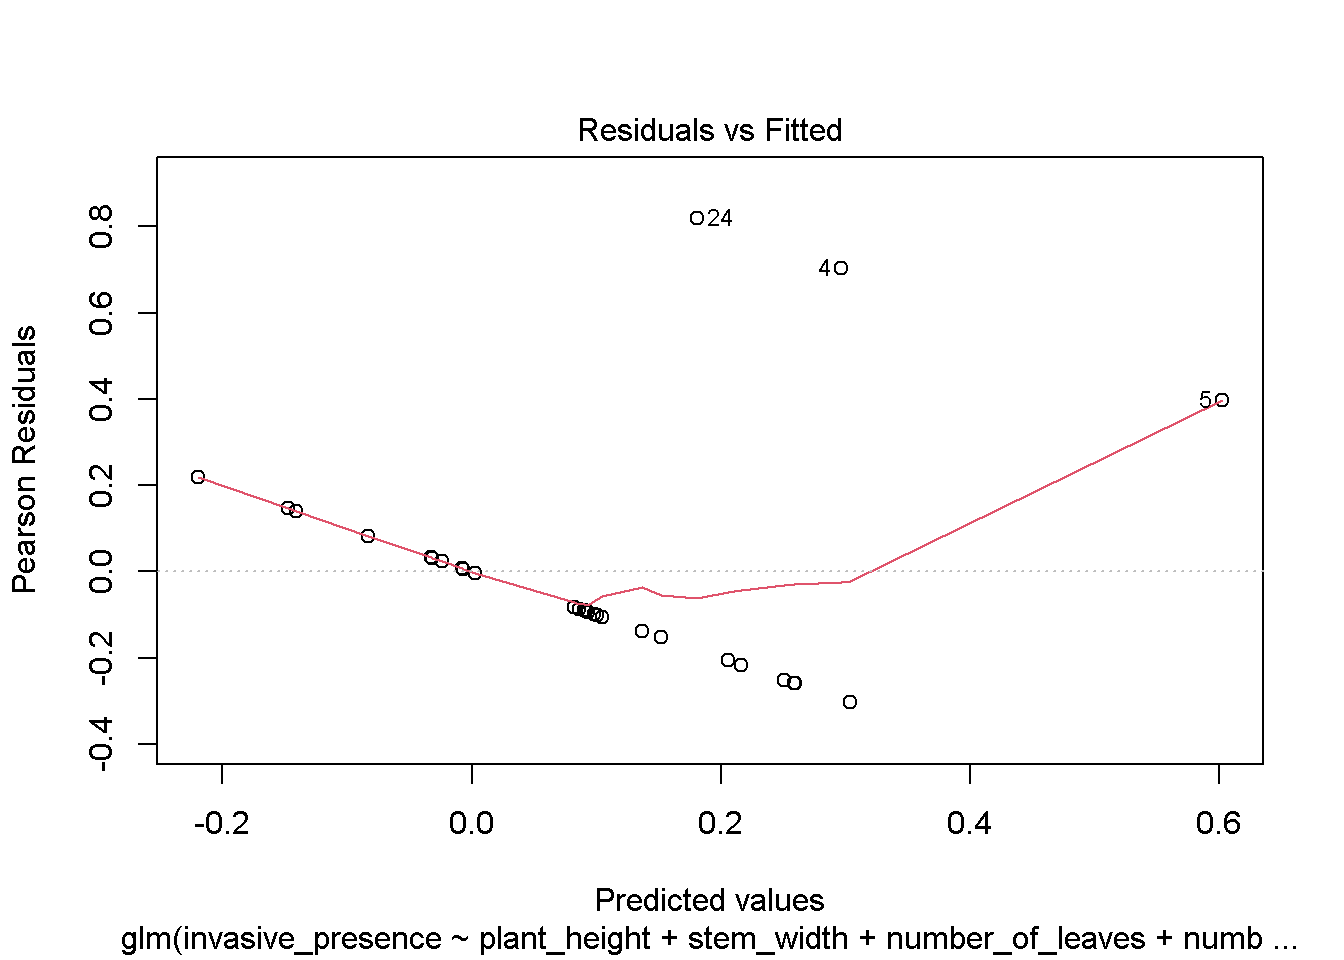 Residuals vs Fitted
Pearson Residuals
0.8
0.6
0.4
0.2
0.0
-0.2
-0.4
24
4
5
-0.2 0.0 0.2 0.4 0.6
Predicted values
glm(invasive_presence ~ plant_height + stem_width + number_of_leaves + numb ...